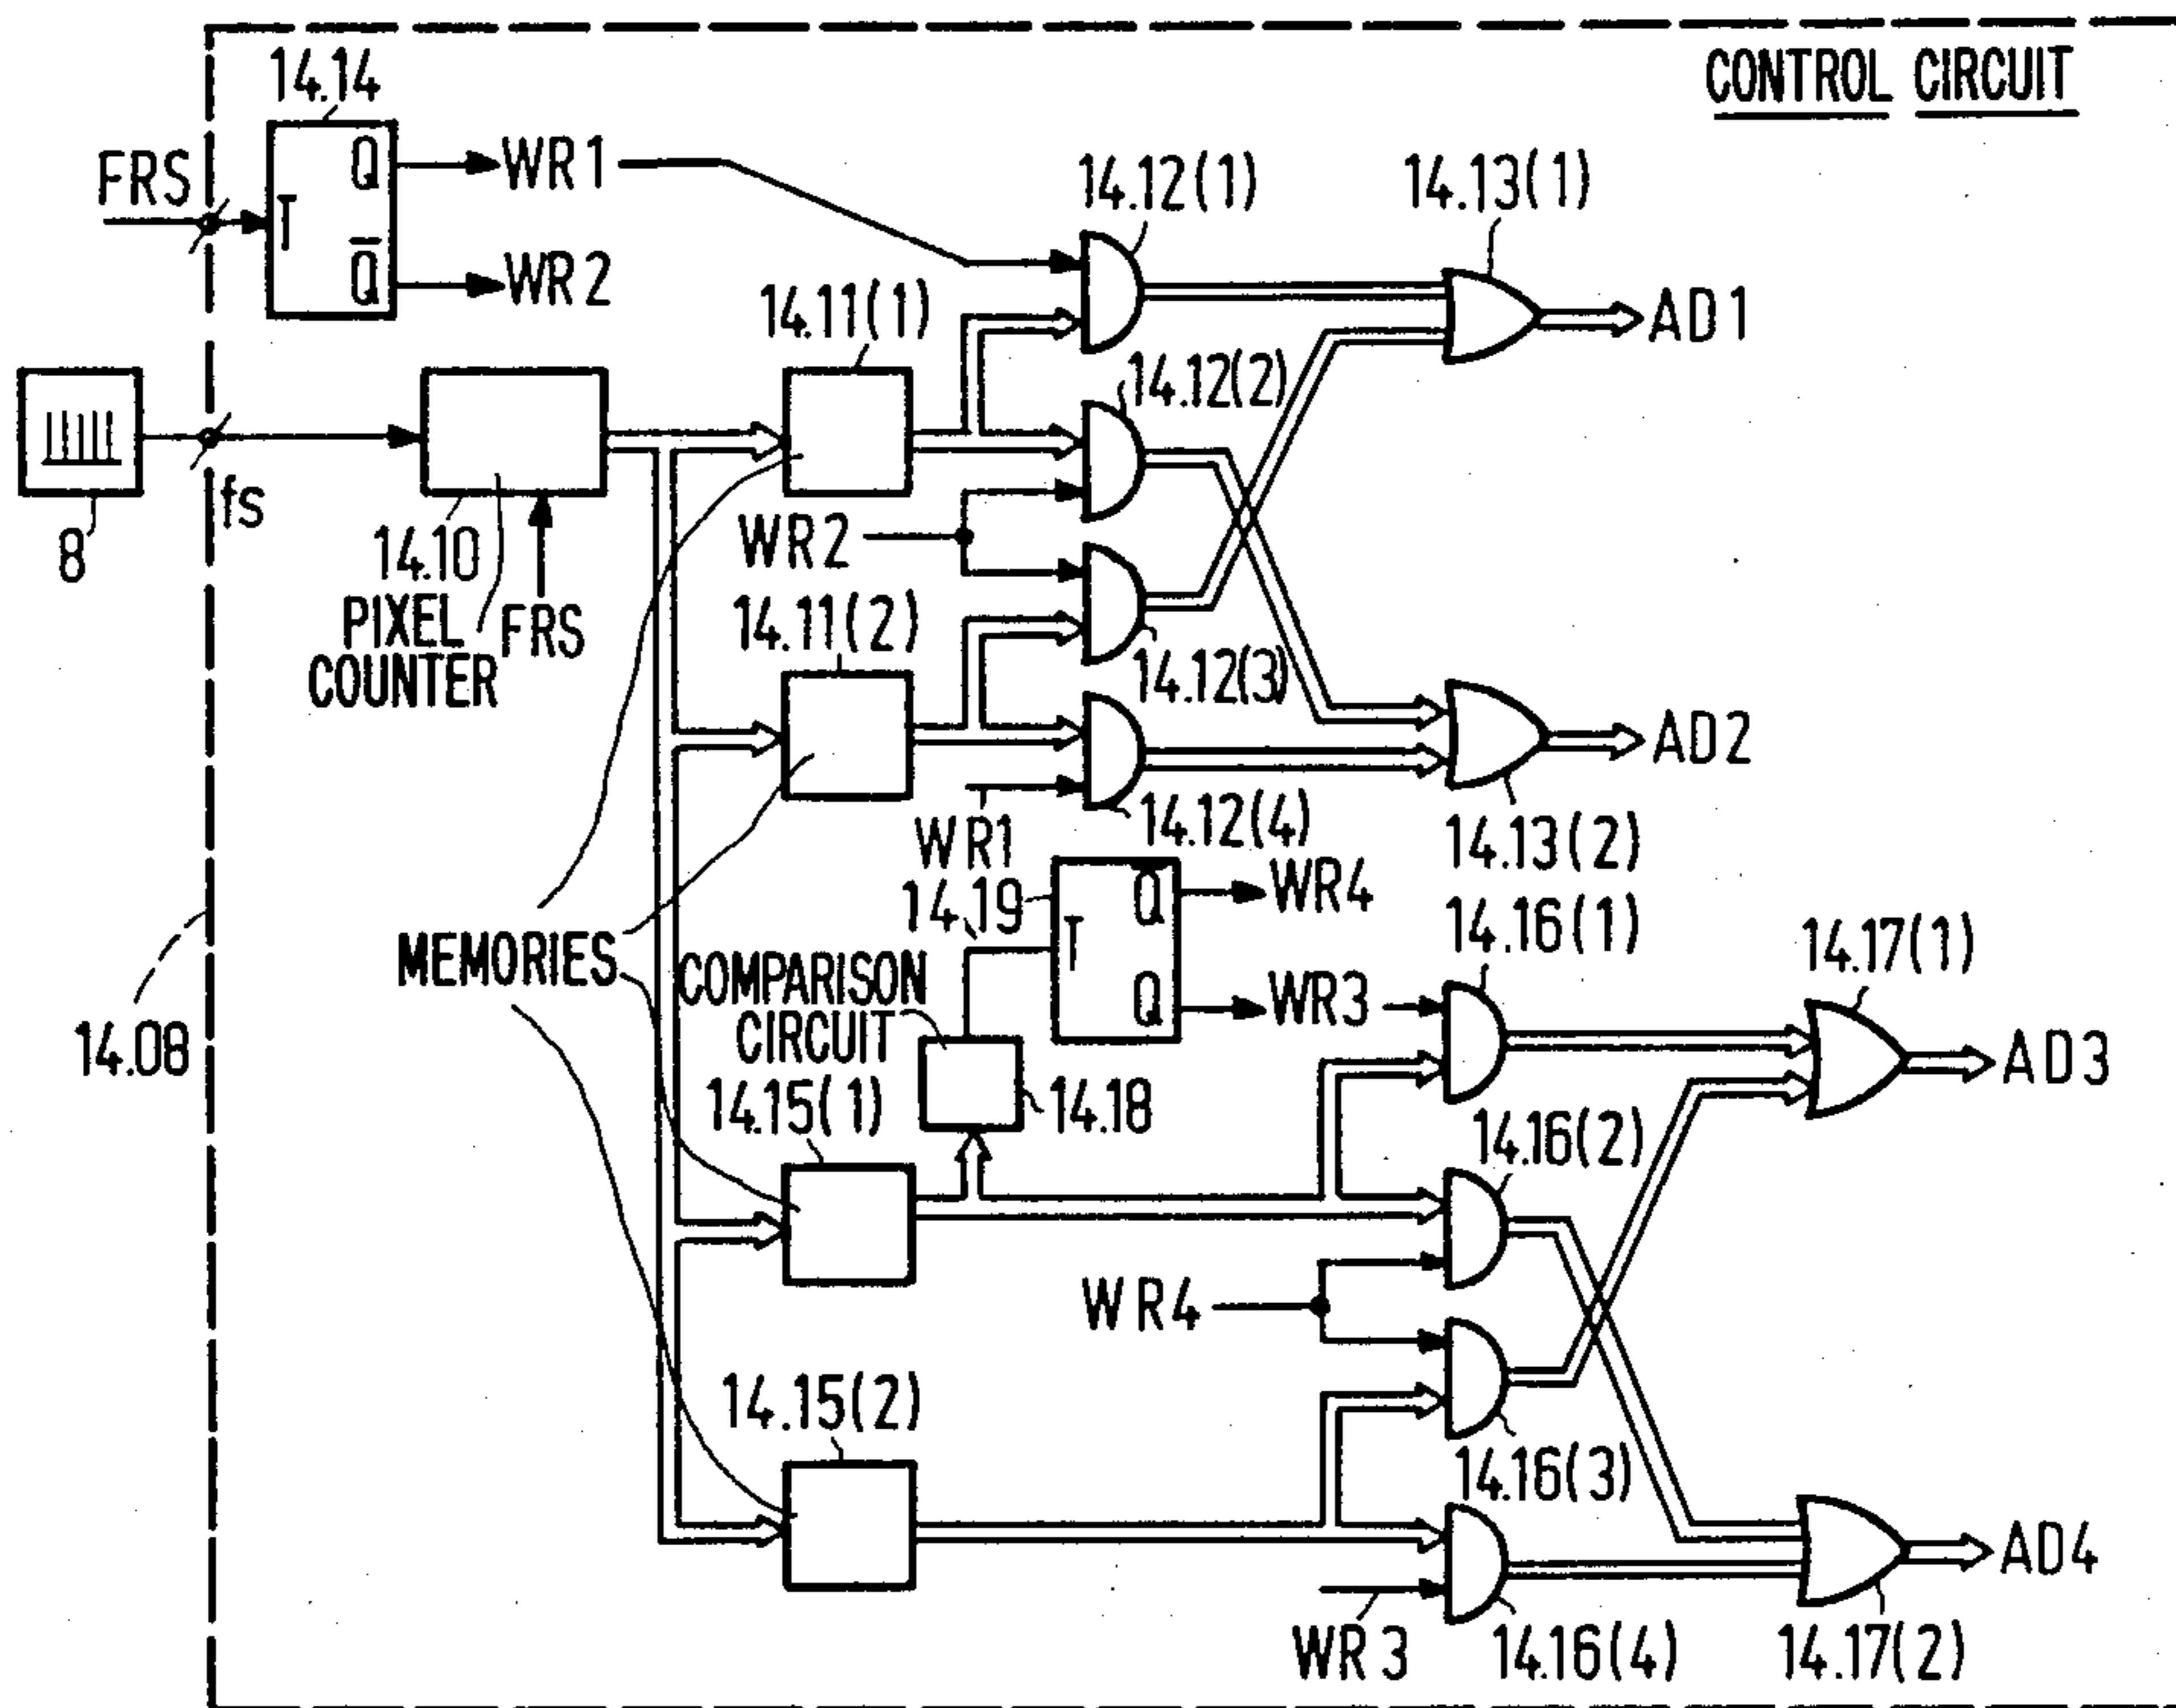 CONTROL CIRCUIT
14.14
FRS
T
Q
Q̅
WR1
WR2
14.12(1)
14.13(1)
AD1
14.11(1)
14.12(2)
8
fs
14.10
PIXEL
COUNTER
FRS
WR2
14.11(2)
14.12(3)
AD2
WR1
14.12(4)
14.13(2)
14.19
T
Q̅
Q
WR4
WR3
14.16(1)
14.17(1)
AD3
MEMORIES
COMPARISON
CIRCUIT
14.08
14.15(1)
14.18
14.16(2)
WR4
14.15(2)
14.16(3)
AD4
WR3
14.16(4)
14.17(2)